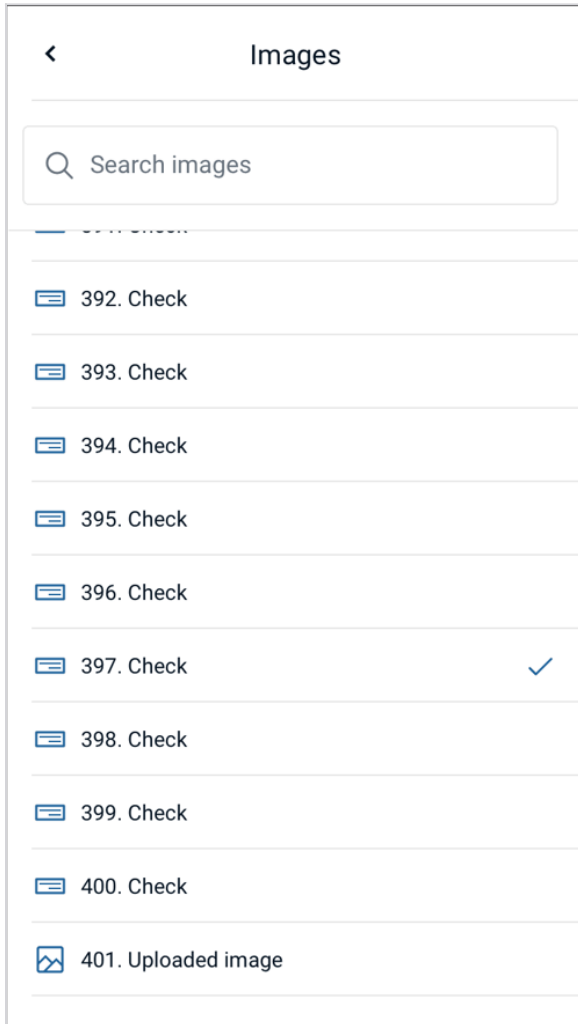 Images
Search images
392. Check
393. Check
394. Check
395. Check
396. Check
397. Check
398. Check
399. Check
400. Check
401. Uploaded image